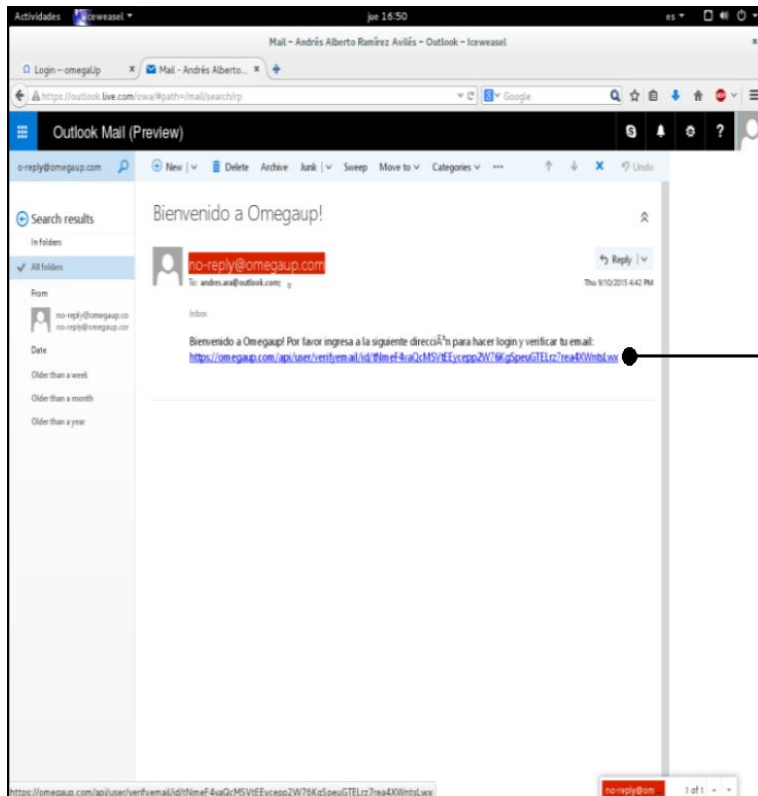 Actividades Iceweasel jue 16:50 es
Mail - Andrés Alberto Ramírez Avilés - Outlook - Iceweasel x
Login - omegaUp x Mail - Andrés Alberto... x
https://outlook.live.com/owa/#path=/mail/search/rp Google
Outlook Mail (Preview) ?
o-reply@omegaup.com New Delete Archive Junk Sweep Move to Categories Undo
Search results
In folders
All folders
From
no-reply@omegaup.co
no-reply@omegaup.cor
Date
Older than a week
Older than a month
Older than a year
Bienvenido a Omegaup!
no-reply@omegaup.com Reply
To: andres.ara@outlook.com; Thu 9/10/2015 4:42 PM
Inbox
Bienvenido a Omegaup! Por favor ingresa a la siguiente direcciÃ³n para hacer login y verificar tu email:
https://omegaup.com/api/user/verifyemail/id/tNmeF4vaQcMSVtEEycepp2W76KgSpeuGTELrz7rea4XWntsLwx
https://omegaup.com/api/user/verifyemail/id/tNmeF4vaQcMSVtEEycepp2W76KgSpeuGTELrz7rea4XWntsLwx
no-reply@om 1 of 1